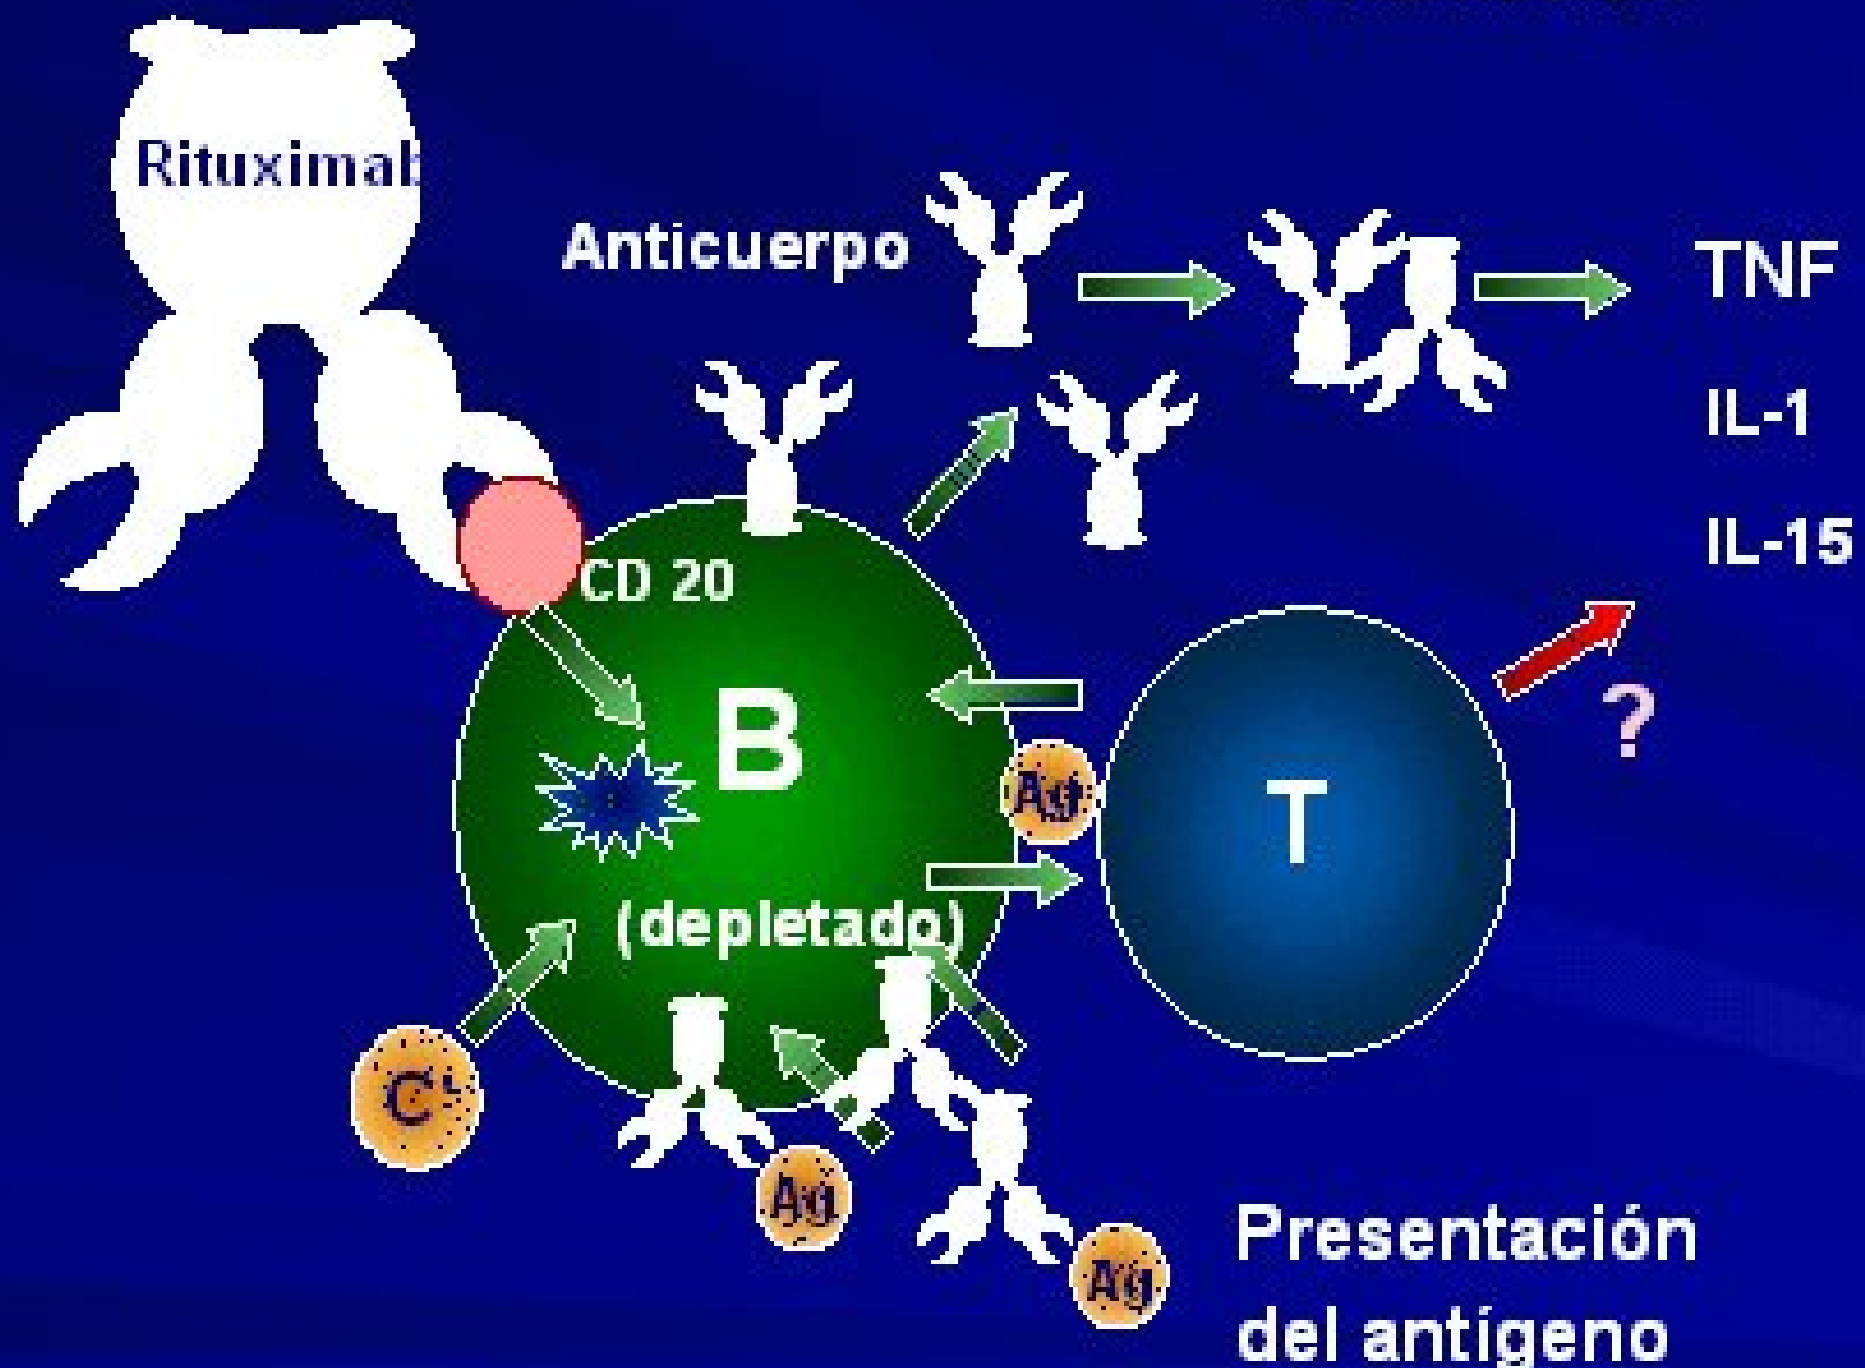 Rituximab
Anticuerpo
TNF
IL-1
IL-15
CD 20
B
T
?
Ag
(depletado)
C'
Ag
Ag
Presentación
del antígeno